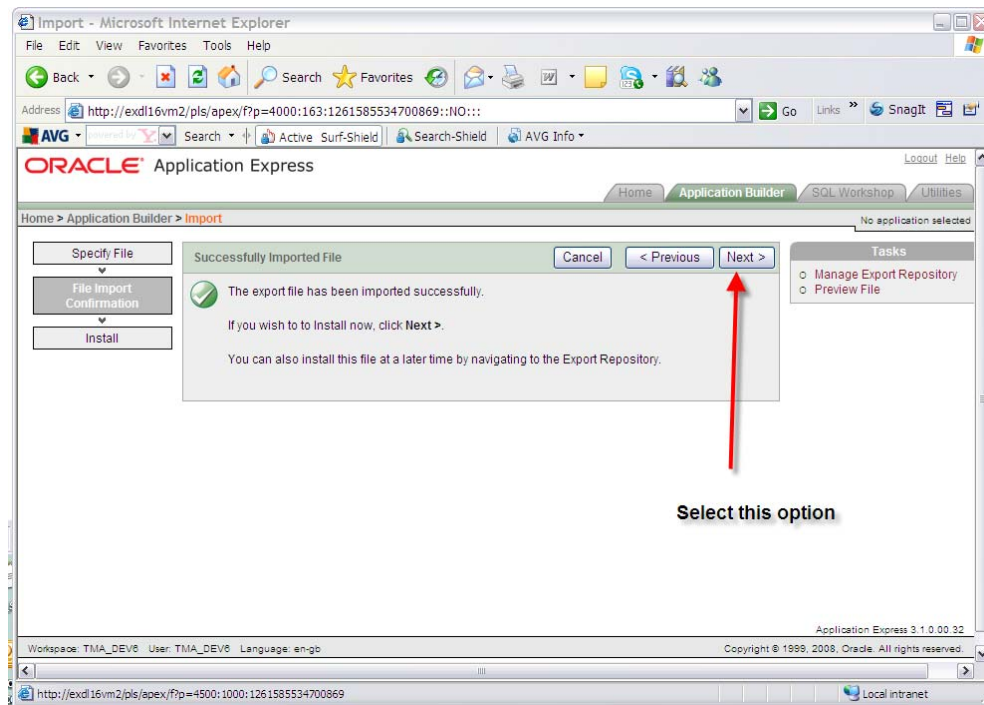 Import - Microsoft Internet Explorer
File Edit View Favorites Tools Help
Back Search Favorites
Address http://exdl16vm2/pls/apex/f?p=4000:163:1261585534700869::NO::: Go Links » SnagIt
AVG Search Active Surf-Shield Search-Shield AVG Info
ORACLE Application Express
Logout Help
Home Application Builder SQL Workshop Utilities
Home > Application Builder > Import
No application selected
Specify File
File Import
Confirmation
Install
Successfully Imported File
Cancel < Previous Next >
The export file has been imported successfully.
If you wish to to Install now, click Next >.
You can also install this file at a later time by navigating to the Export Repository.
Tasks
Manage Export Repository
Preview File
Select this option
Application Express 3.1.0.00.32
Workspace: TMA_DEV6 User: TMA_DEV6 Language: en-gb
Copyright © 1999, 2008, Oracle. All rights reserved.
http://exdl16vm2/pls/apex/f?p=4500:1000:1261585534700869
Local intranet